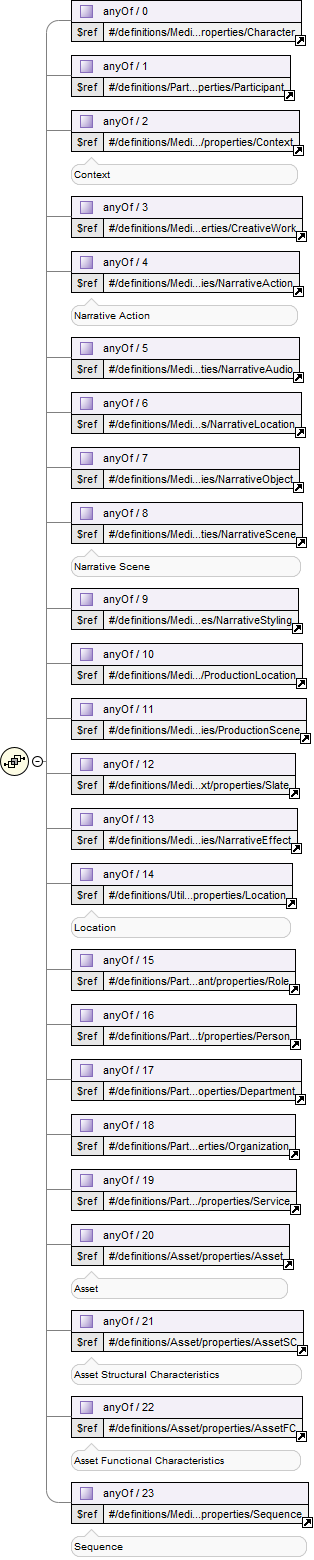 anyOf / 0
$ref #/definitions/Medi...roperties/Character
anyOf / 1
$ref #/definitions/Part...perties/Participant
anyOf / 2
$ref #/definitions/Medi.../properties/Context
Context
anyOf / 3
$ref #/definitions/Medi...erties/CreativeWork
anyOf / 4
$ref #/definitions/Medi...ies/NarrativeAction
Narrative Action
anyOf / 5
$ref #/definitions/Medi...ties/NarrativeAudio
anyOf / 6
$ref #/definitions/Medi...s/NarrativeLocation
anyOf / 7
$ref #/definitions/Medi...ies/NarrativeObject
anyOf / 8
$ref #/definitions/Medi...ties/NarrativeScene
Narrative Scene
anyOf / 9
$ref #/definitions/Medi...es/NarrativeStyling
anyOf / 10
$ref #/definitions/Medi.../ProductionLocation
anyOf / 11
$ref #/definitions/Medi...ies/ProductionScene
anyOf / 12
$ref #/definitions/Medi...xt/properties/Slate
anyOf / 13
$ref #/definitions/Medi...ies/NarrativeEffect
anyOf / 14
$ref #/definitions/Util...properties/Location
Location
anyOf / 15
$ref #/definitions/Part...ant/properties/Role
anyOf / 16
$ref #/definitions/Part...t/properties/Person
anyOf / 17
$ref #/definitions/Part...operties/Department
anyOf / 18
$ref #/definitions/Part...erties/Organization
anyOf / 19
$ref #/definitions/Part.../properties/Service
anyOf / 20
$ref #/definitions/Asset/properties/Asset
Asset
anyOf / 21
$ref #/definitions/Asset/properties/AssetSC
Asset Structural Characteristics
anyOf / 22
$ref #/definitions/Asset/properties/AssetFC
Asset Functional Characteristics
anyOf / 23
$ref #/definitions/Medi...properties/Sequence
Sequence